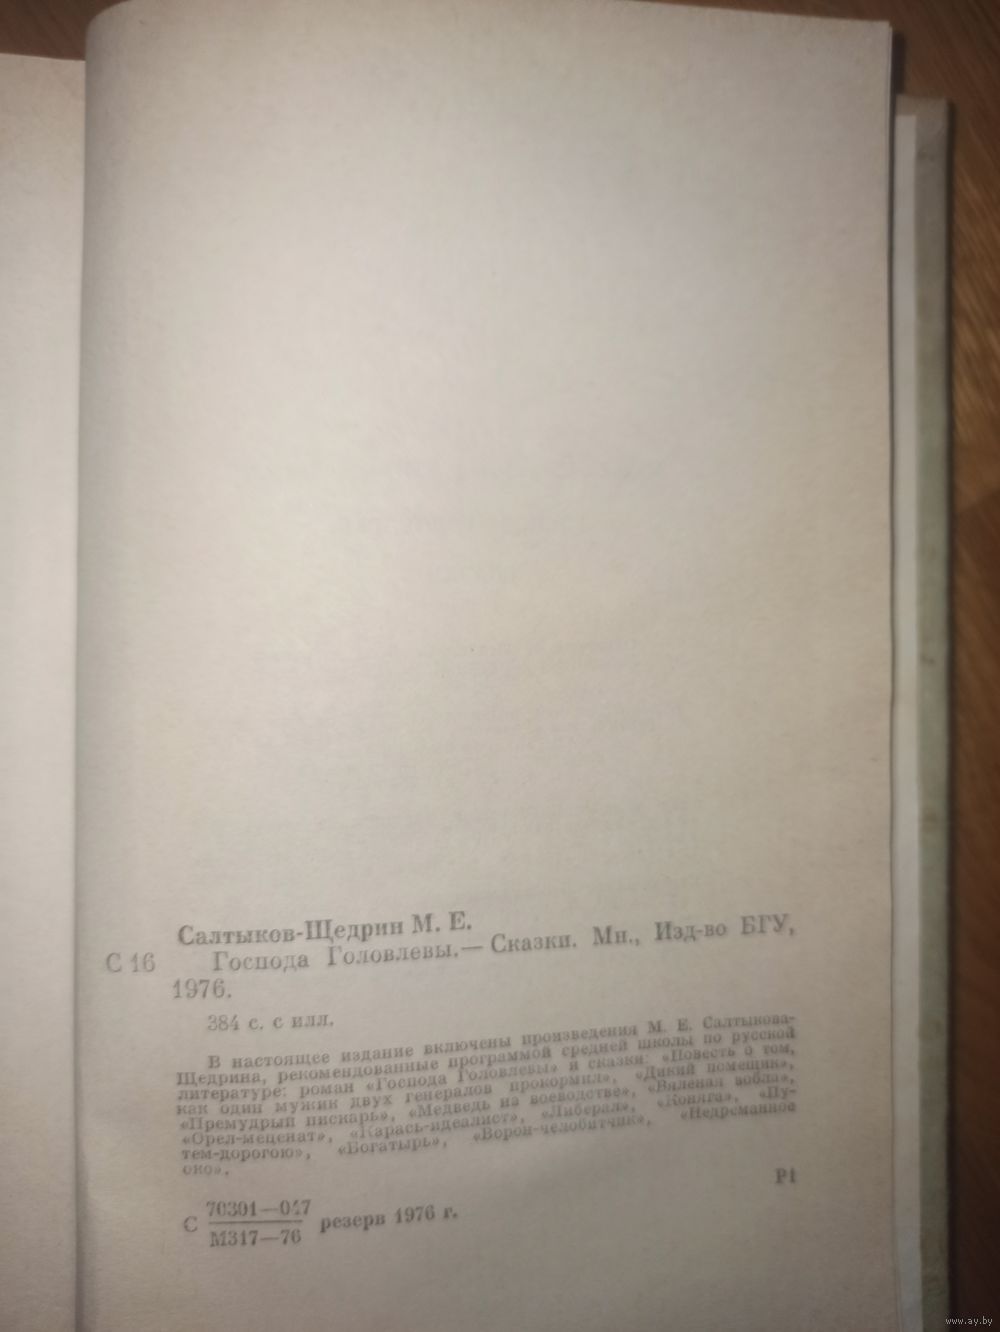 Салтыков-Щедрин М. Е.
С 16 Господа Головлевы.— Сказки. Мн., Изд-во БГУ,
1976.
384 с. с илл.
В настоящее издание включены произведения М. Е. Салтыкова-
Щедрина, рекомендованные программой средней школы по русской
литературе: роман «Господа Головлевы» и сказки: «Повесть о том,
как один мужик двух генералов прокормил», «Дикий помещик»,
«Премудрый пискарь», «Медведь на воеводстве», «Вяленая вобла»,
«Орел-меценат», «Карась-идеалист», «Либерал», «Коняга», «Пу-
тем-дорогою», «Богатырь», «Ворон-челобитчик», «Недреманное
око».
Р1
С 70301—047
М317—76 резерв 1976 г.
www.ay.by